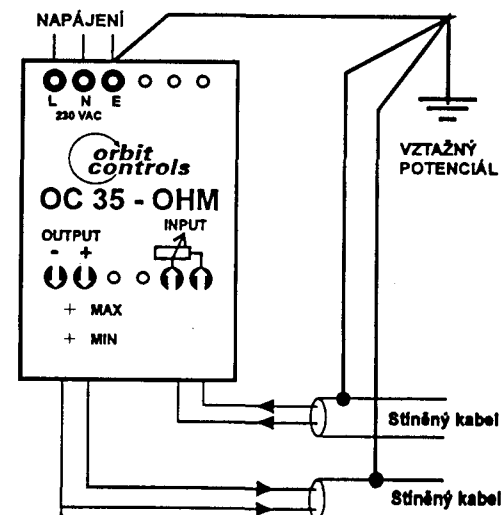 NAPÁJENÍ
L N E
230 VAC
orbit
controls
OC 35 - OHM
INPUT
OUTPUT
- +
+ MAX
+ MIN
VZTAŽNÝ
POTENCIÁL
Stíněný kabel
Stíněný kabel